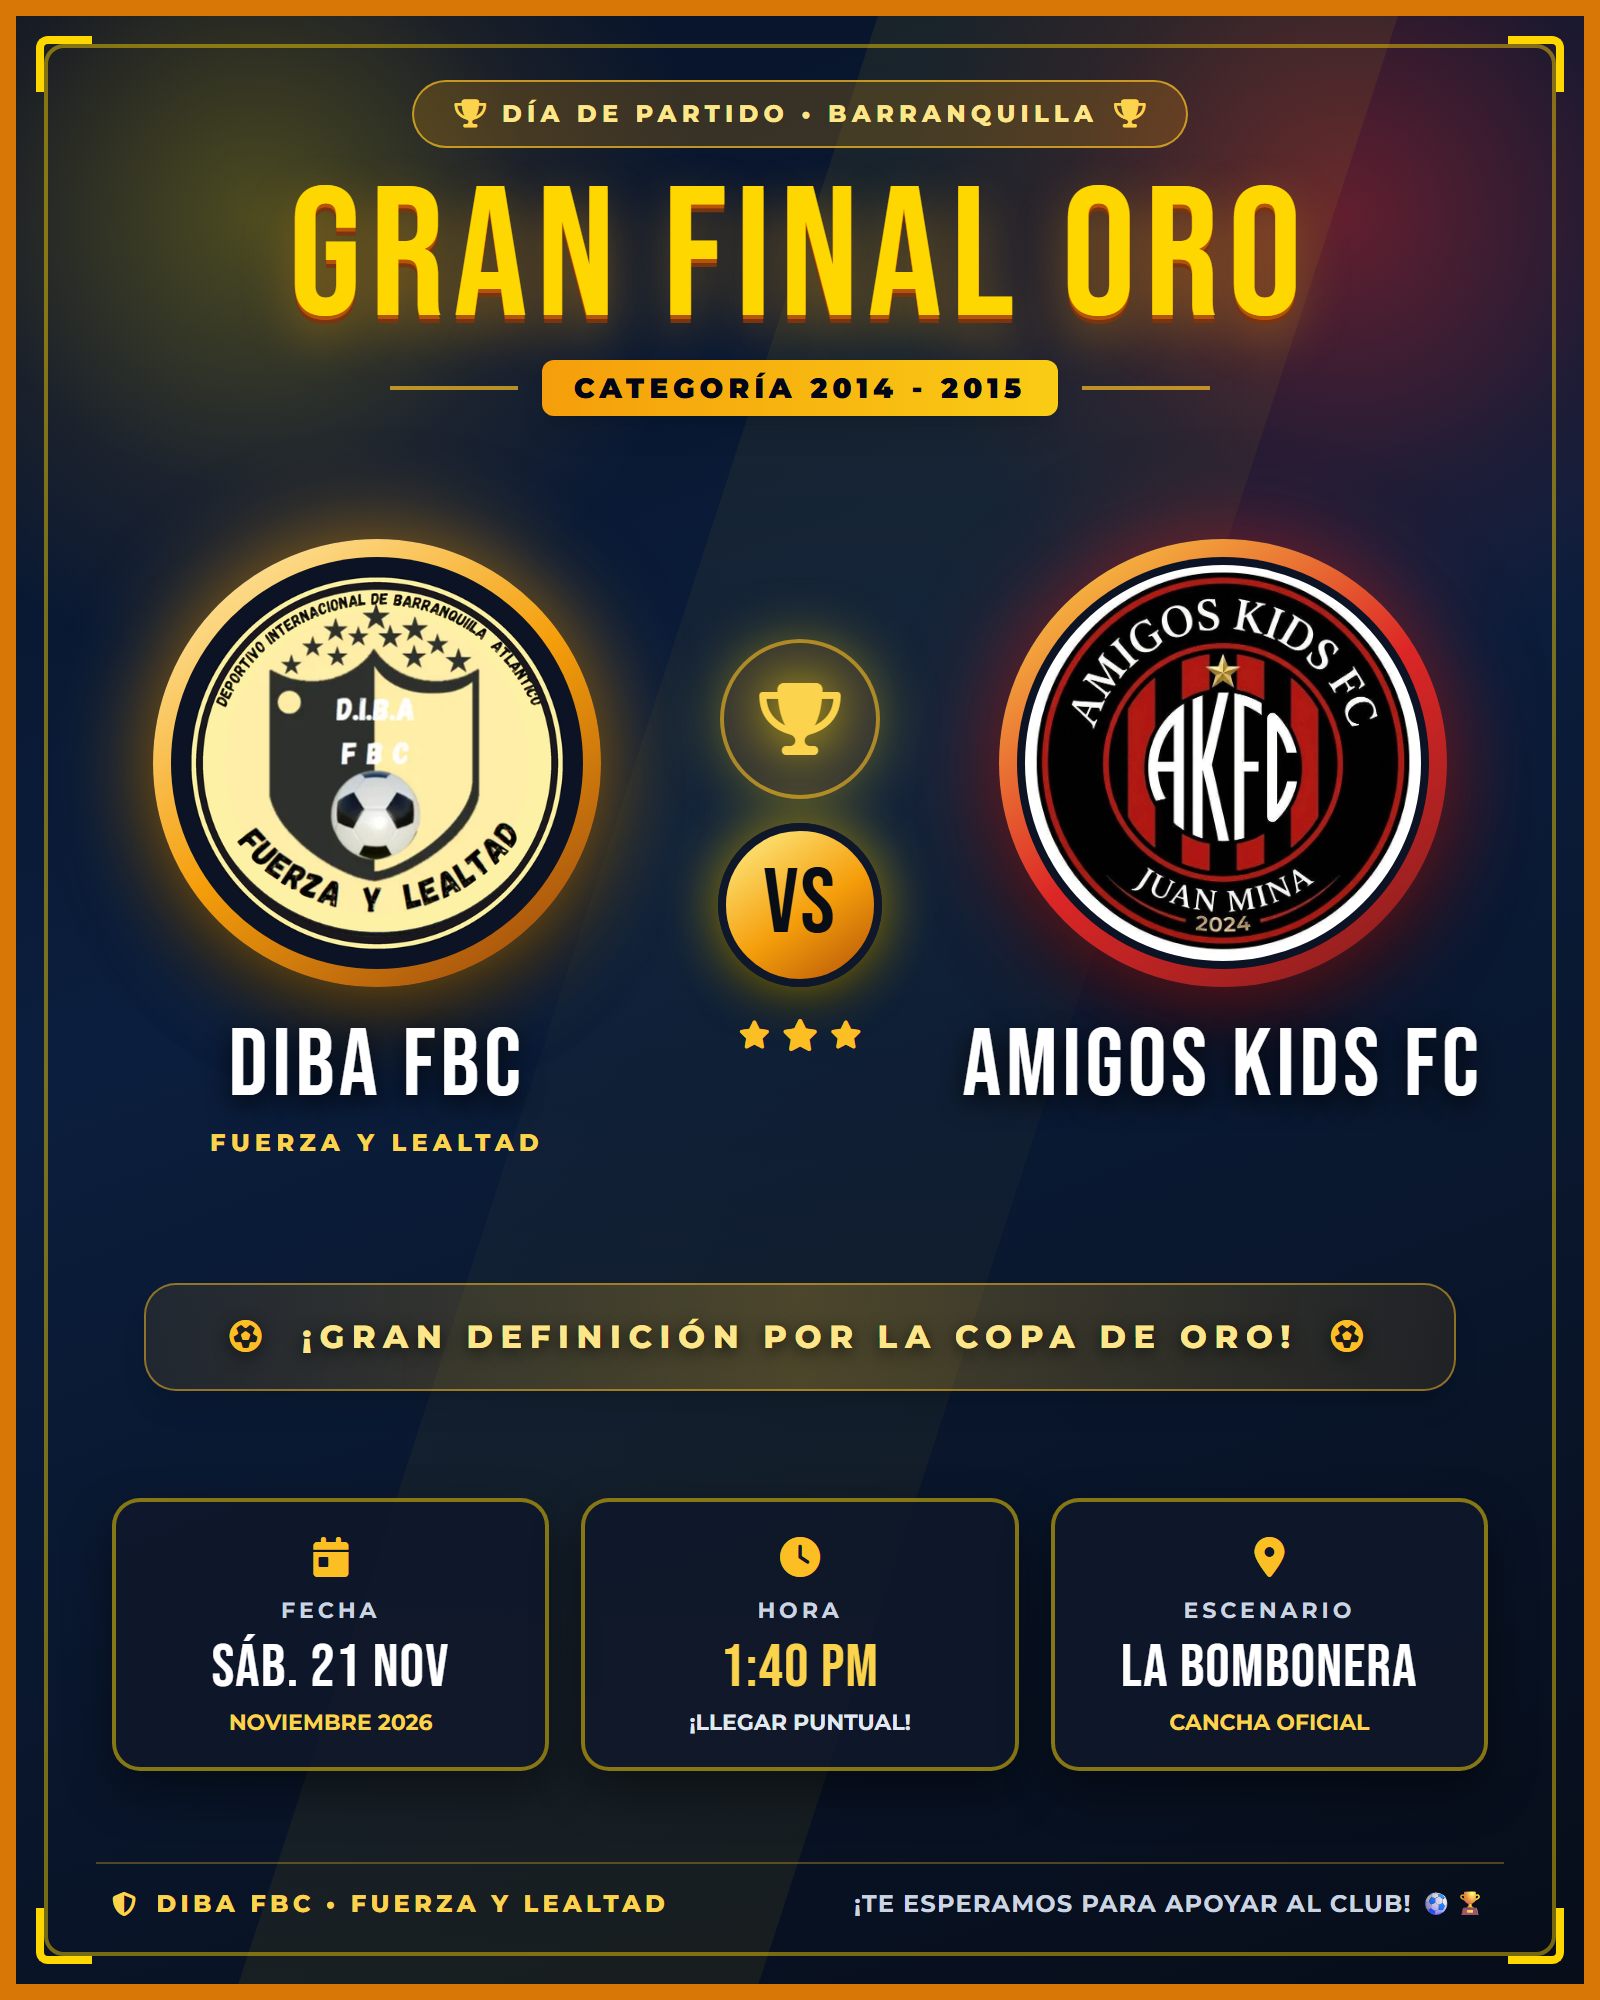 DÍA DE PARTIDO • BARRANQUILLA
GRAN FINAL ORO
CATEGORÍA 2014 - 2015
DEPORTIVO INTERNACIONAL DE BARRANQUIILA ATLANTICO
D.I.B.A
F B C
FUERZA Y LEALTAD
VS
AMIGOS KIDS FC
AKFC
JUAN MINA
2024
DIBA FBC
FUERZA Y LEALTAD
AMIGOS KIDS FC
¡GRAN DEFINICIÓN POR LA COPA DE ORO!
FECHA
SÁB. 21 NOV
NOVIEMBRE 2026
HORA
1:40 PM
¡LLEGAR PUNTUAL!
ESCENARIO
LA BOMBONERA
CANCHA OFICIAL
DIBA FBC • FUERZA Y LEALTAD
¡TE ESPERAMOS PARA APOYAR AL CLUB! ⚽🏆